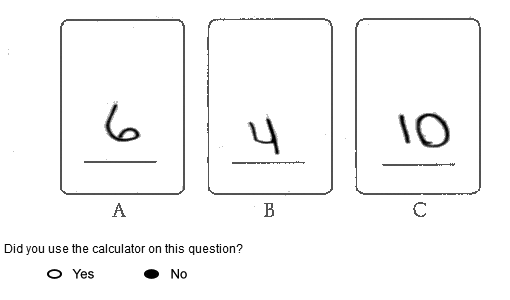 6 4 10
A B C
Did you use the calculator on this question?
Yes No